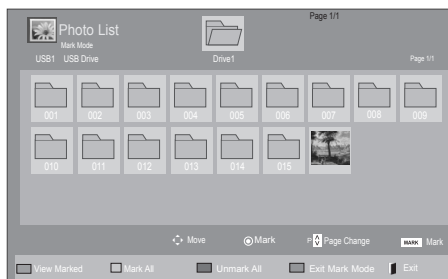 Page 1/1
Photo List
Mark Mode
USB1 USB Drive Drive1 Page 1/1
001 002 003 004 005 006 007 008 009
010 011 012 013 014 015
Move Mark P Page Change MARK Mark
View Marked Mark All Unmark All Exit Mark Mode Exit